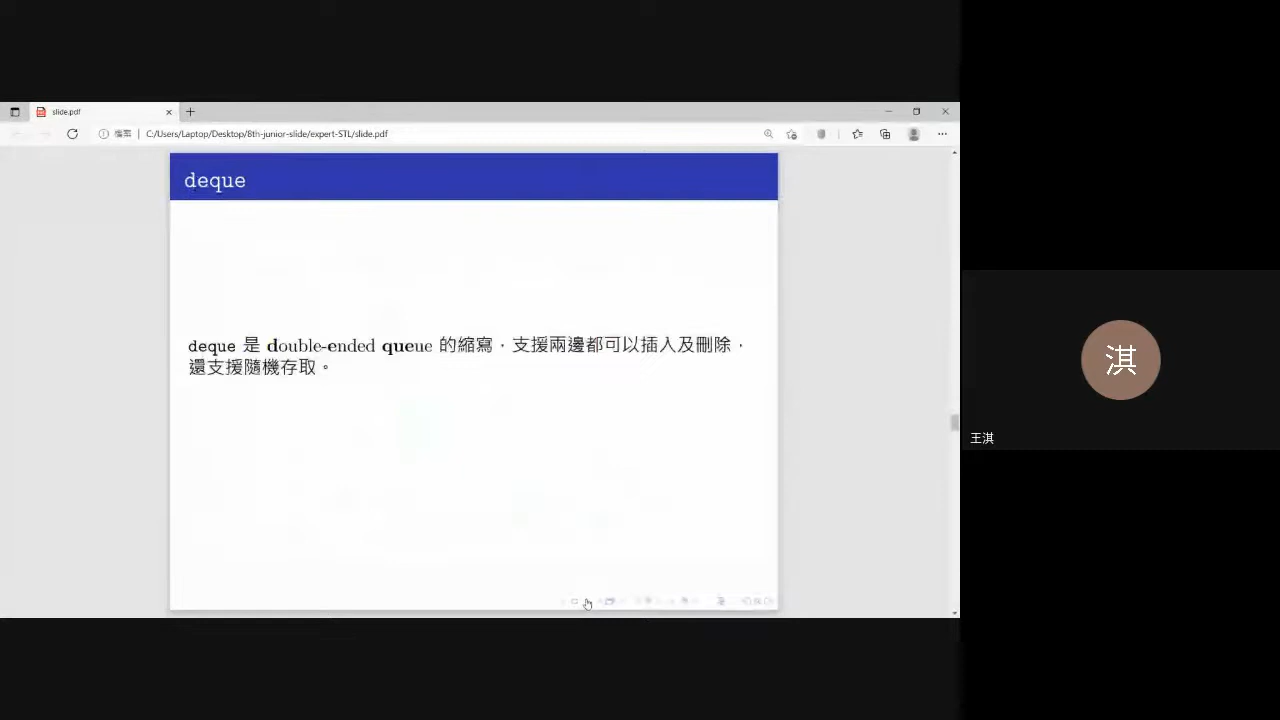 slide.pdf
檔案 C:/Users/Laptop/Desktop/8th-junior-slide/expert-STL/slide.pdf
deque
deque 是 double-ended queue 的縮寫，支援兩邊都可以插入及刪除，
還支援隨機存取。
淇
王淇